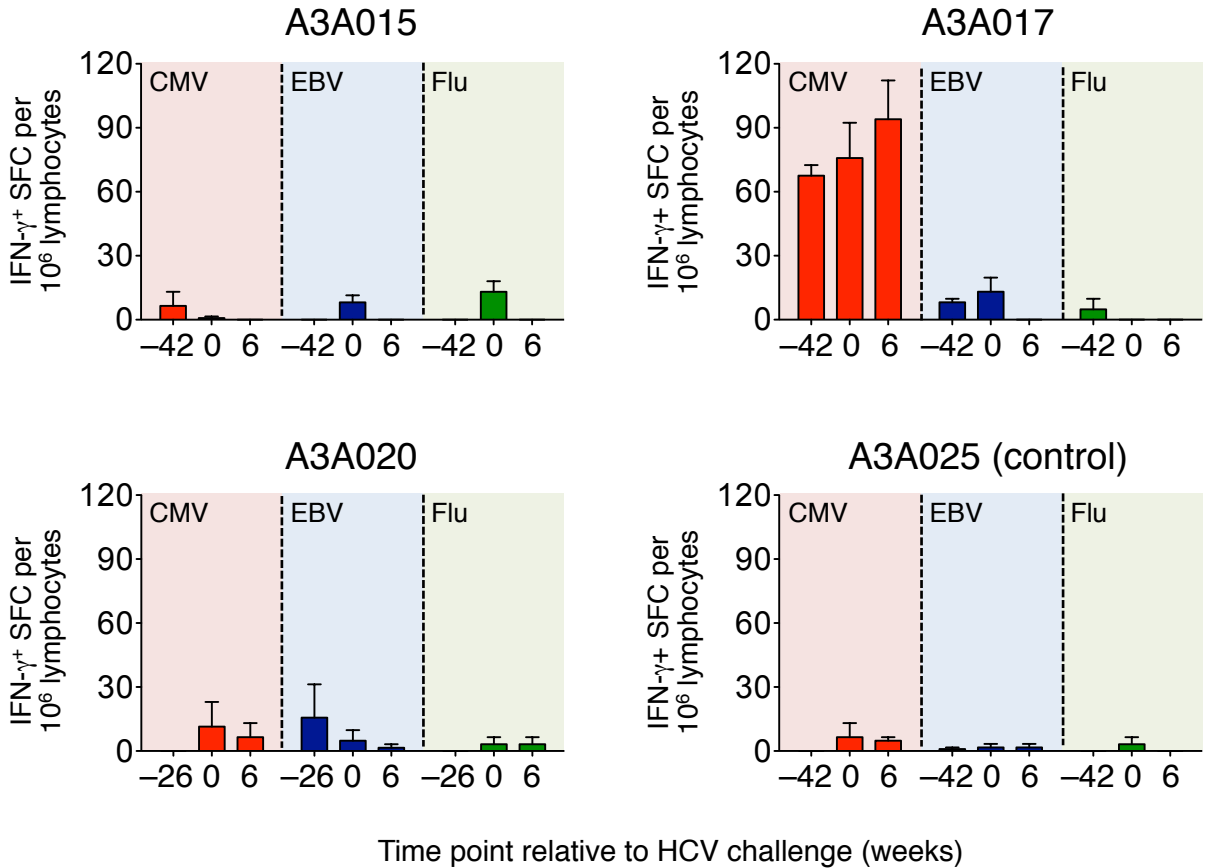 A3A015
IFN-γ⁺ SFC per
10⁶ lymphocytes
120
90
60
30
0
CMV EBV Flu
−42 0 6 −42 0 6 −42 0 6
A3A017
IFN-γ+ SFC per
10⁶ lymphocytes
120
90
60
30
0
CMV EBV Flu
−42 0 6 −42 0 6 −42 0 6
A3A020
IFN-γ⁺ SFC per
10⁶ lymphocytes
120
90
60
30
0
CMV EBV Flu
−26 0 6 −26 0 6 −26 0 6
A3A025 (control)
IFN-γ+ SFC per
10⁶ lymphocytes
120
90
60
30
0
CMV EBV Flu
−42 0 6 −42 0 6 −42 0 6
Time point relative to HCV challenge (weeks)